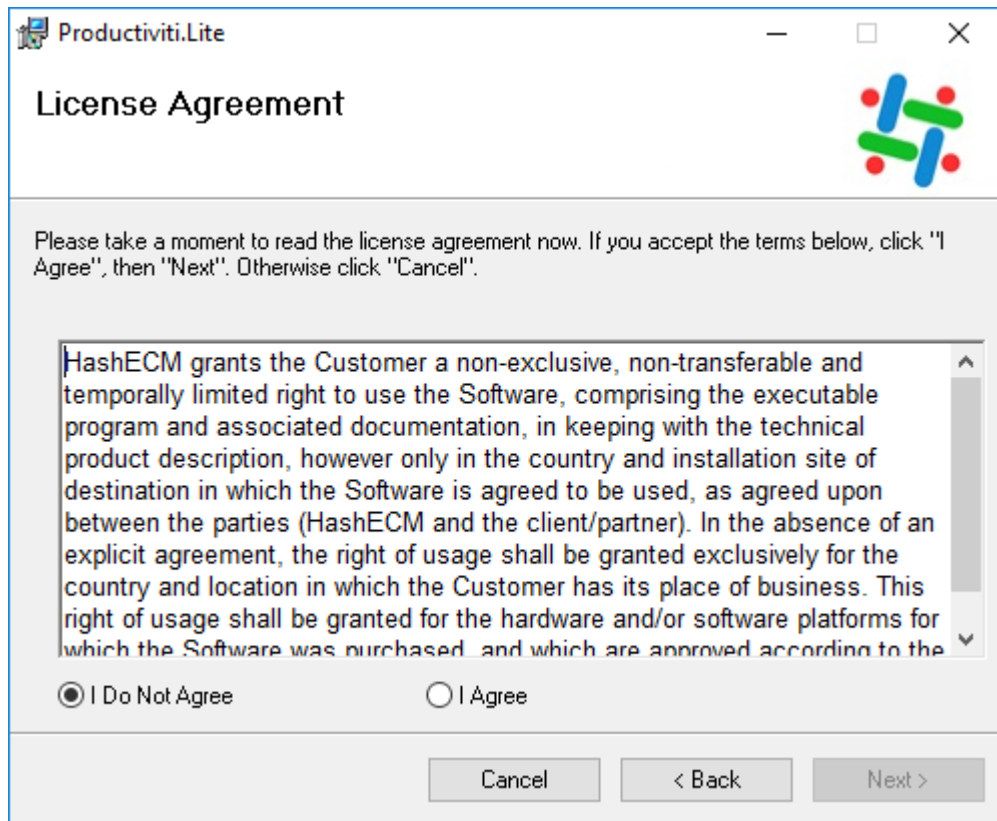 Productiviti.Lite
License Agreement
Please take a moment to read the license agreement now. If you accept the terms below, click "I
Agree", then "Next". Otherwise click "Cancel".
HashECM grants the Customer a non-exclusive, non-transferable and
temporally limited right to use the Software, comprising the executable
program and associated documentation, in keeping with the technical
product description, however only in the country and installation site of
destination in which the Software is agreed to be used, as agreed upon
between the parties (HashECM and the client/partner). In the absence of an
explicit agreement, the right of usage shall be granted exclusively for the
country and location in which the Customer has its place of business. This
right of usage shall be granted for the hardware and/or software platforms for
which the Software was purchased, and which are approved according to the
I Do Not Agree I Agree
Cancel < Back Next >